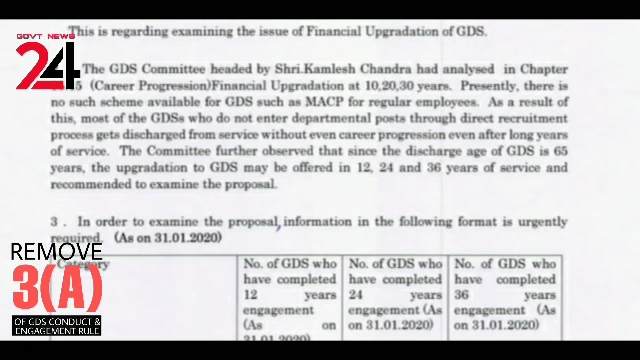 This is regarding examining the issue of Financial Upgradation of GDS.
GOVT NEWS
24
The GDS Committee headed by Shri.Kamlesh Chandra had analysed in Chapter
5 (Career Progression)Financial Upgradation at 10,20,30 years. Presently, there is
no such scheme available for GDS such as MACP for regular employees. As a result of
this, most of the GDSs who do not enter departmental posts through direct recruitment
process gets discharged from service without even career progression even after long years
of service. The Committee further observed that since the discharge age of GDS is 65
years, the upgradation to GDS may be offered in 12, 24 and 36 years of service and
recommended to examine the proposal.
3 . In order to examine the proposal, information in the following format is urgently
required. (As on 31.01.2020)
REMOVE
3(A)
OF GDS CONDUCT &
ENGAGEMENT RULE
Category
No. of GDS who
have completed
12 years
engagement
(As on
31.01.2020)
No. of GDS who
have completed
24 years
engagement (As
on 31.01.2020)
No. of GDS who
have completed
36 years
engagement (As
on 31.01.2020)